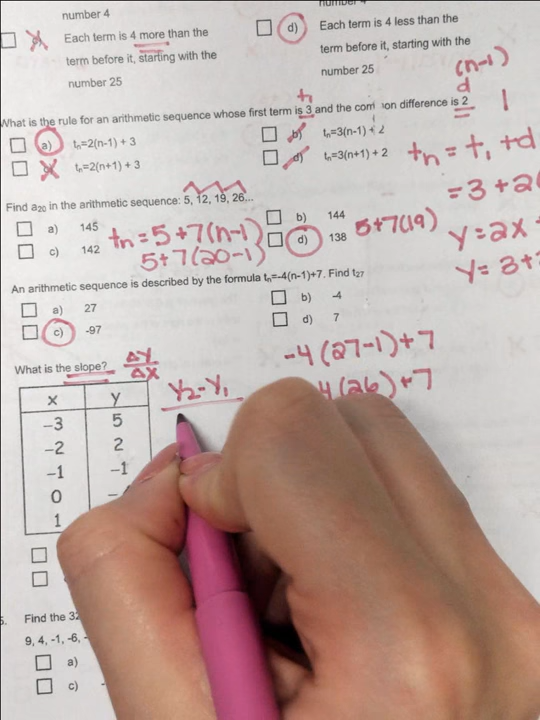 number 4
Each term is 4 more than the
term before it, starting with the
number 25
d) Each term is 4 less than the
term before it, starting with the
number 25
(n-1)
d
What is the rule for an arithmetic sequence whose first term is 3 and the common difference is 2
a) tn=2(n-1) + 3
tn=2(n+1) + 3
b) tn=3(n-1) + 2
d) tn=3(n+1) + 2
tn = t1 + d
= 3 + 2(
y = 2x +
y = 3 +
Find a20 in the arithmetic sequence: 5, 12, 19, 26,...
a) 145
b) 144
c) 142
d) 138
tn = 5 + 7(n-1)
5 + 7(20-1)
5+7(19)
An arithmetic sequence is described by the formula tn=-4(n-1)+7. Find t27
a) 27
b) -4
c) -97
d) 7
-4(27-1)+7
4(26)+7
What is the slope?
ΔY
ΔX
Y2-Y1
x y
-3 5
-2 2
-1 -1
0 -
1
Find the 32
9, 4, -1, -6, -
a)
c)